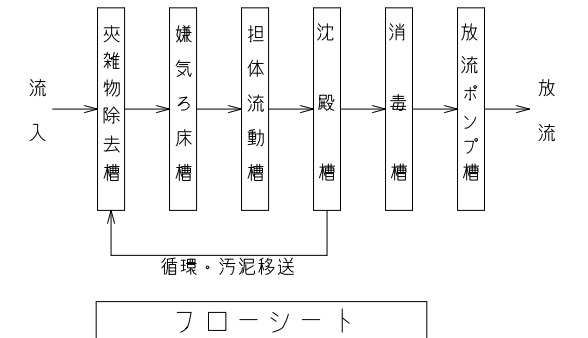 流入
夾雑物除去槽
嫌気ろ床槽
担体流動槽
沈殿槽
消毒槽
放流ポンプ槽
放流
循環・汚泥移送
フローシート